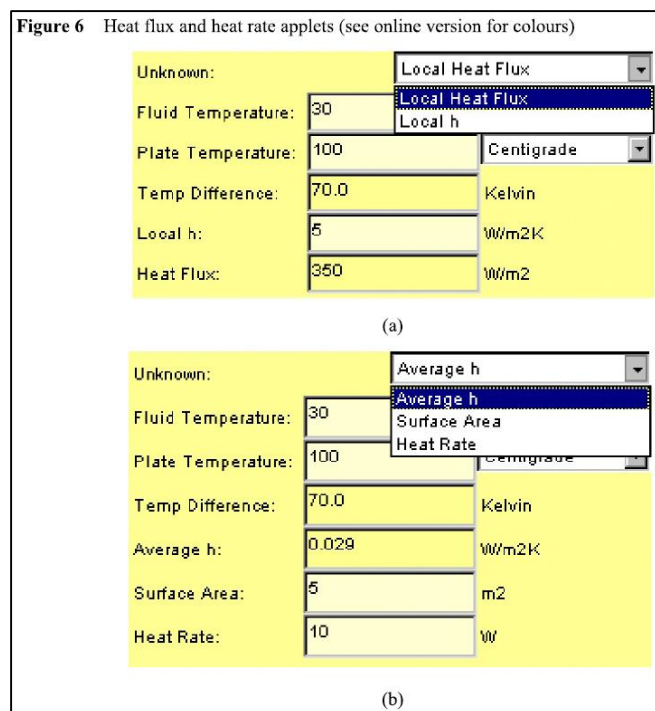 Figure 6 Heat flux and heat rate applets (see online version for colours)
Unknown: Local Heat Flux
Local Heat Flux
Fluid Temperature: 30
Local h
Plate Temperature: 100 Centigrade
Temp Difference: 70.0 Kelvin
Local h: 5 W/m2K
Heat Flux: 350 W/m2
(a)
Unknown: Average h
Average h
Fluid Temperature: 30
Surface Area
Heat Rate
Plate Temperature: 100 Centigrade
Temp Difference: 70.0 Kelvin
Average h: 0.029 W/m2K
Surface Area: 5 m2
Heat Rate: 10 W
(b)